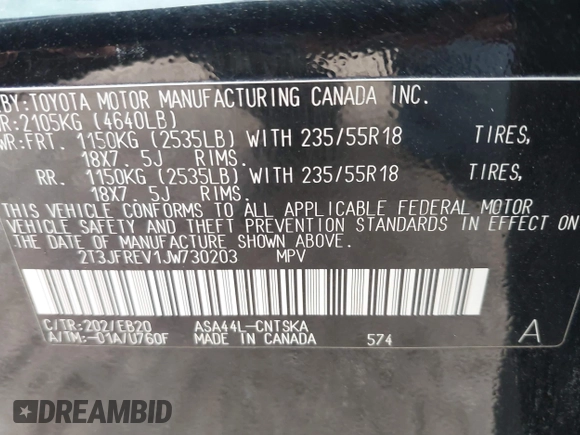 BY:TOYOTA MOTOR MANUFACTURING CANADA INC.
R:2105KG (4640LB)
WR:FRT. 1150KG (2535LB) WITH 235/55R18 TIRES,
18X7.5J RIMS.
RR. 1150KG (2535LB) WITH 235/55R18 TIRES,
18X7.5J RIMS.
THIS VEHICLE CONFORMS TO ALL APPLICABLE FEDERAL MOTOR
VEHICLE SAFETY AND THEFT PREVENTION STANDARDS IN EFFECT ON
THE DATE OF MANUFACTURE SHOWN ABOVE.
2T3JFREV1JW730203 MPV
C/TR:202/EB20 ASA44L-CNTSKA
A/TM:-01A/U760F MADE IN CANADA 574 A
DREAMBID